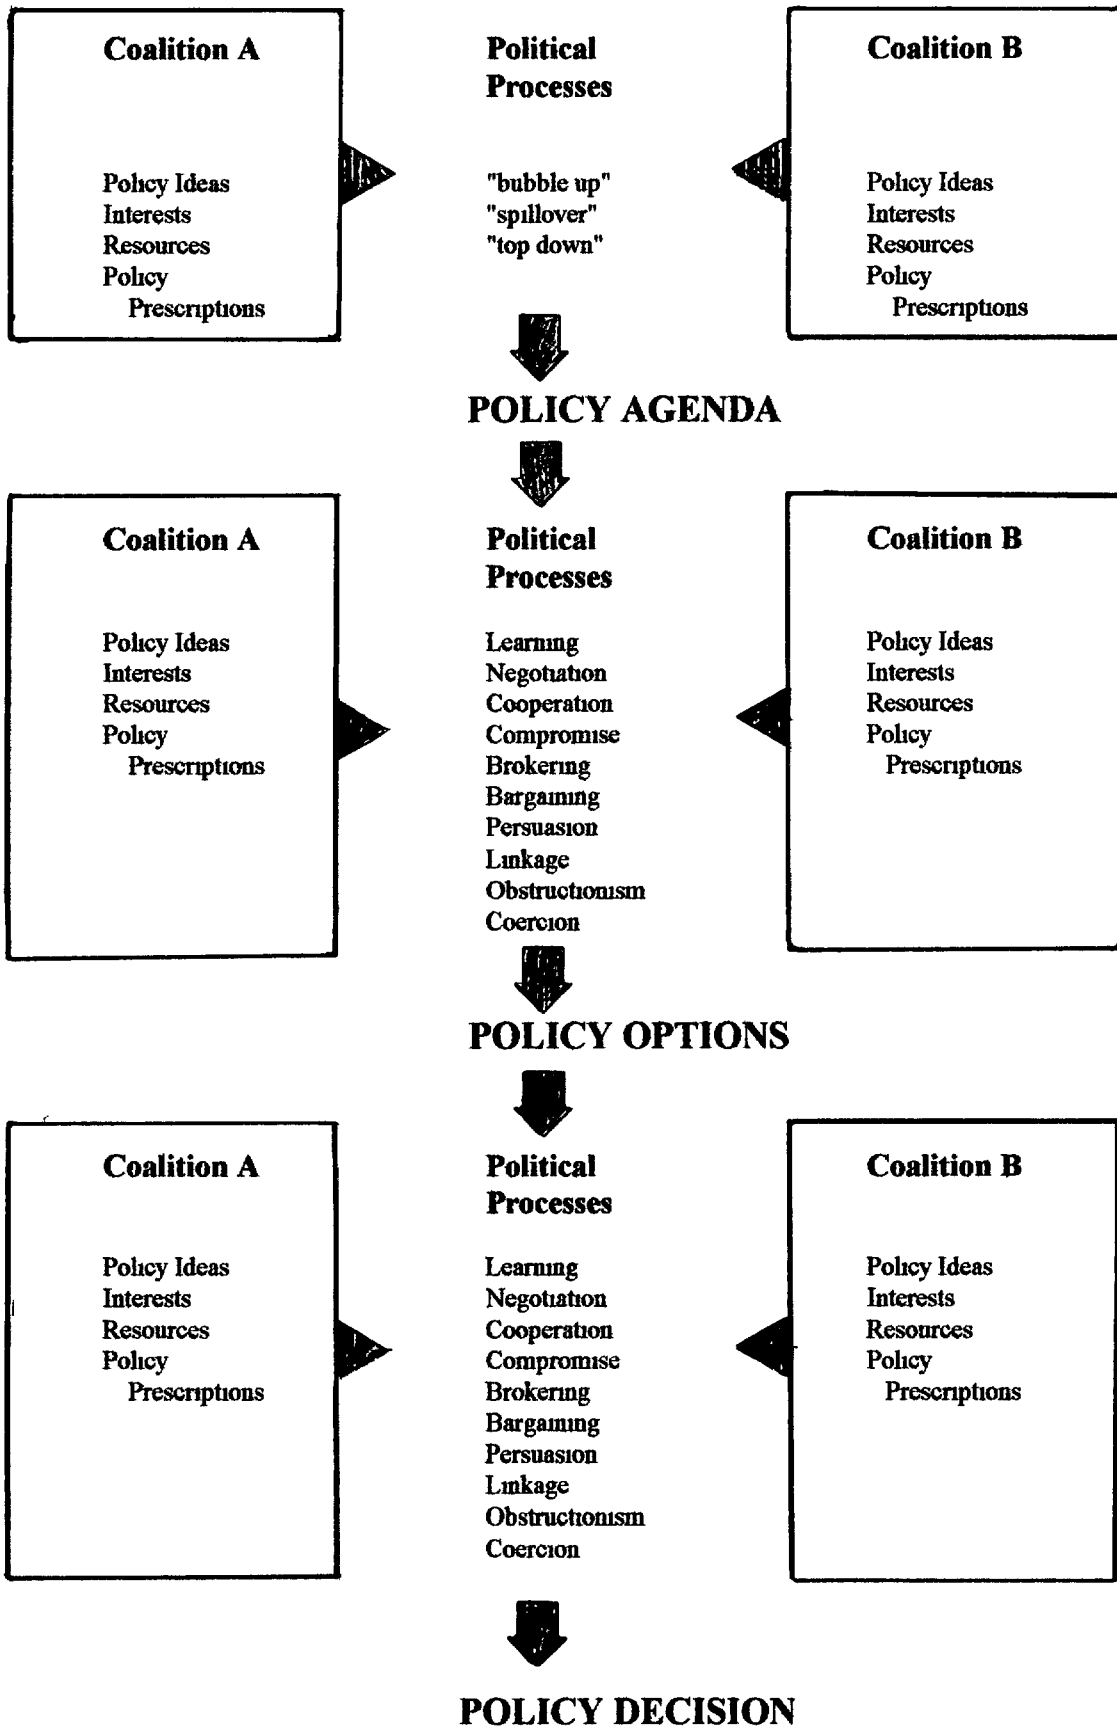 Coalition A
Policy Ideas
Interests
Resources
Policy
Prescriptions
Political
Processes
"bubble up"
"spillover"
"top down"
Coalition B
Policy Ideas
Interests
Resources
Policy
Prescriptions
POLICY AGENDA
Coalition A
Policy Ideas
Interests
Resources
Policy
Prescriptions
Political
Processes
Learning
Negotiation
Cooperation
Compromise
Brokering
Bargaining
Persuasion
Linkage
Obstructionism
Coercion
Coalition B
Policy Ideas
Interests
Resources
Policy
Prescriptions
POLICY OPTIONS
Coalition A
Policy Ideas
Interests
Resources
Policy
Prescriptions
Political
Processes
Learning
Negotiation
Cooperation
Compromise
Brokering
Bargaining
Persuasion
Linkage
Obstructionism
Coercion
Coalition B
Policy Ideas
Interests
Resources
Policy
Prescriptions
POLICY DECISION